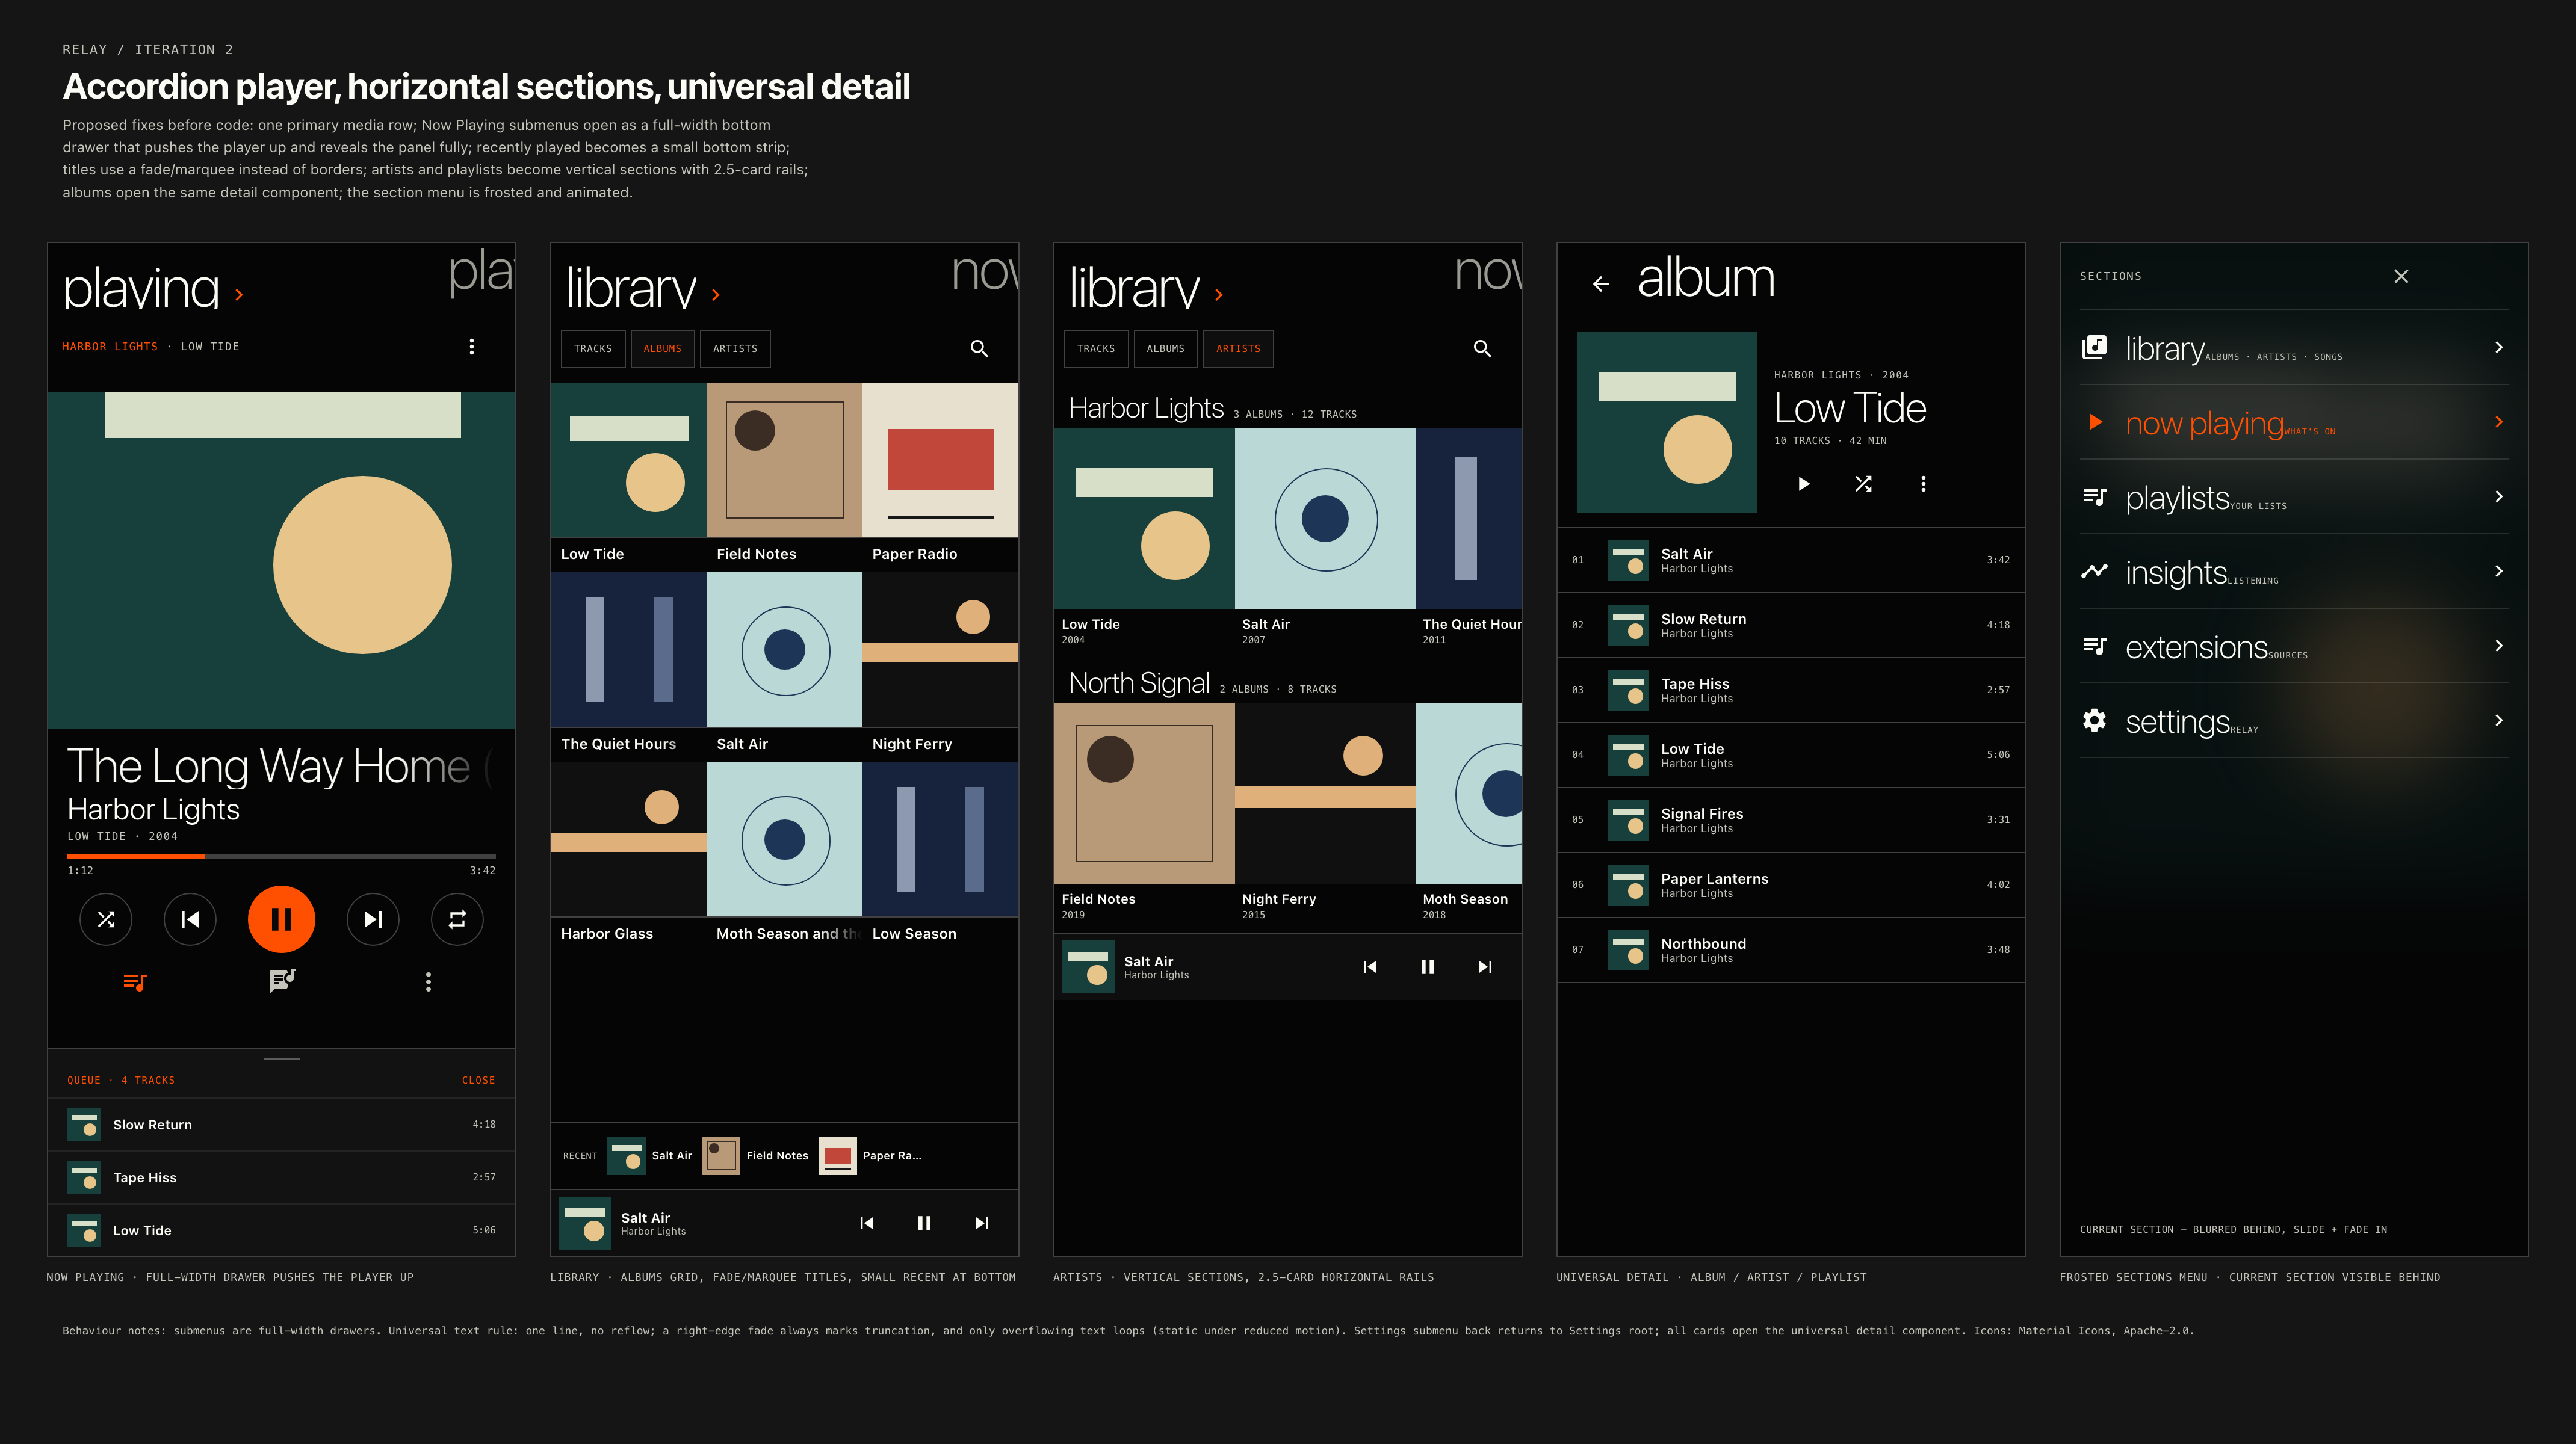 RELAY / ITERATION 2
Accordion player, horizontal sections, universal detail
Proposed fixes before code: one primary media row; Now Playing submenus open as a full-width bottom
drawer that pushes the player up and reveals the panel fully; recently played becomes a small bottom strip;
titles use a fade/marquee instead of borders; artists and playlists become vertical sections with 2.5-card rails;
albums open the same detail component; the section menu is frosted and animated.
playing
play
HARBOR LIGHTS · LOW TIDE
The Long Way Home (
Harbor Lights
LOW TIDE · 2004
1:12
3:42
QUEUE · 4 TRACKS
CLOSE
Slow Return
4:18
Tape Hiss
2:57
Low Tide
5:06
NOW PLAYING · FULL-WIDTH DRAWER PUSHES THE PLAYER UP
library
now
TRACKS
ALBUMS
ARTISTS
Low Tide
Field Notes
Paper Radio
The Quiet Hours
Salt Air
Night Ferry
Harbor Glass
Moth Season and the
Low Season
RECENT
Salt Air
Field Notes
Paper Ra...
Salt Air
Harbor Lights
LIBRARY · ALBUMS GRID, FADE/MARQUEE TITLES, SMALL RECENT AT BOTTOM
library
now
TRACKS
ALBUMS
ARTISTS
Harbor Lights 3 ALBUMS · 12 TRACKS
Low Tide
2004
Salt Air
2007
The Quiet Hour
2011
North Signal 2 ALBUMS · 8 TRACKS
Field Notes
2019
Night Ferry
2015
Moth Season
2018
Salt Air
Harbor Lights
ARTISTS · VERTICAL SECTIONS, 2.5-CARD HORIZONTAL RAILS
album
HARBOR LIGHTS · 2004
Low Tide
10 TRACKS · 42 MIN
01
Salt Air
Harbor Lights
3:42
02
Slow Return
Harbor Lights
4:18
03
Tape Hiss
Harbor Lights
2:57
04
Low Tide
Harbor Lights
5:06
05
Signal Fires
Harbor Lights
3:31
06
Paper Lanterns
Harbor Lights
4:02
07
Northbound
Harbor Lights
3:48
UNIVERSAL DETAIL · ALBUM / ARTIST / PLAYLIST
SECTIONS
library ALBUMS · ARTISTS · SONGS
now playing WHAT'S ON
playlists YOUR LISTS
insights LISTENING
extensions SOURCES
settings RELAY
CURRENT SECTION — BLURRED BEHIND, SLIDE + FADE IN
FROSTED SECTIONS MENU · CURRENT SECTION VISIBLE BEHIND
Behaviour notes: submenus are full-width drawers. Universal text rule: one line, no reflow; a right-edge fade always marks truncation, and only overflowing text loops (static under reduced motion). Settings submenu back returns to Settings root; all cards open the universal detail component. Icons: Material Icons, Apache-2.0.